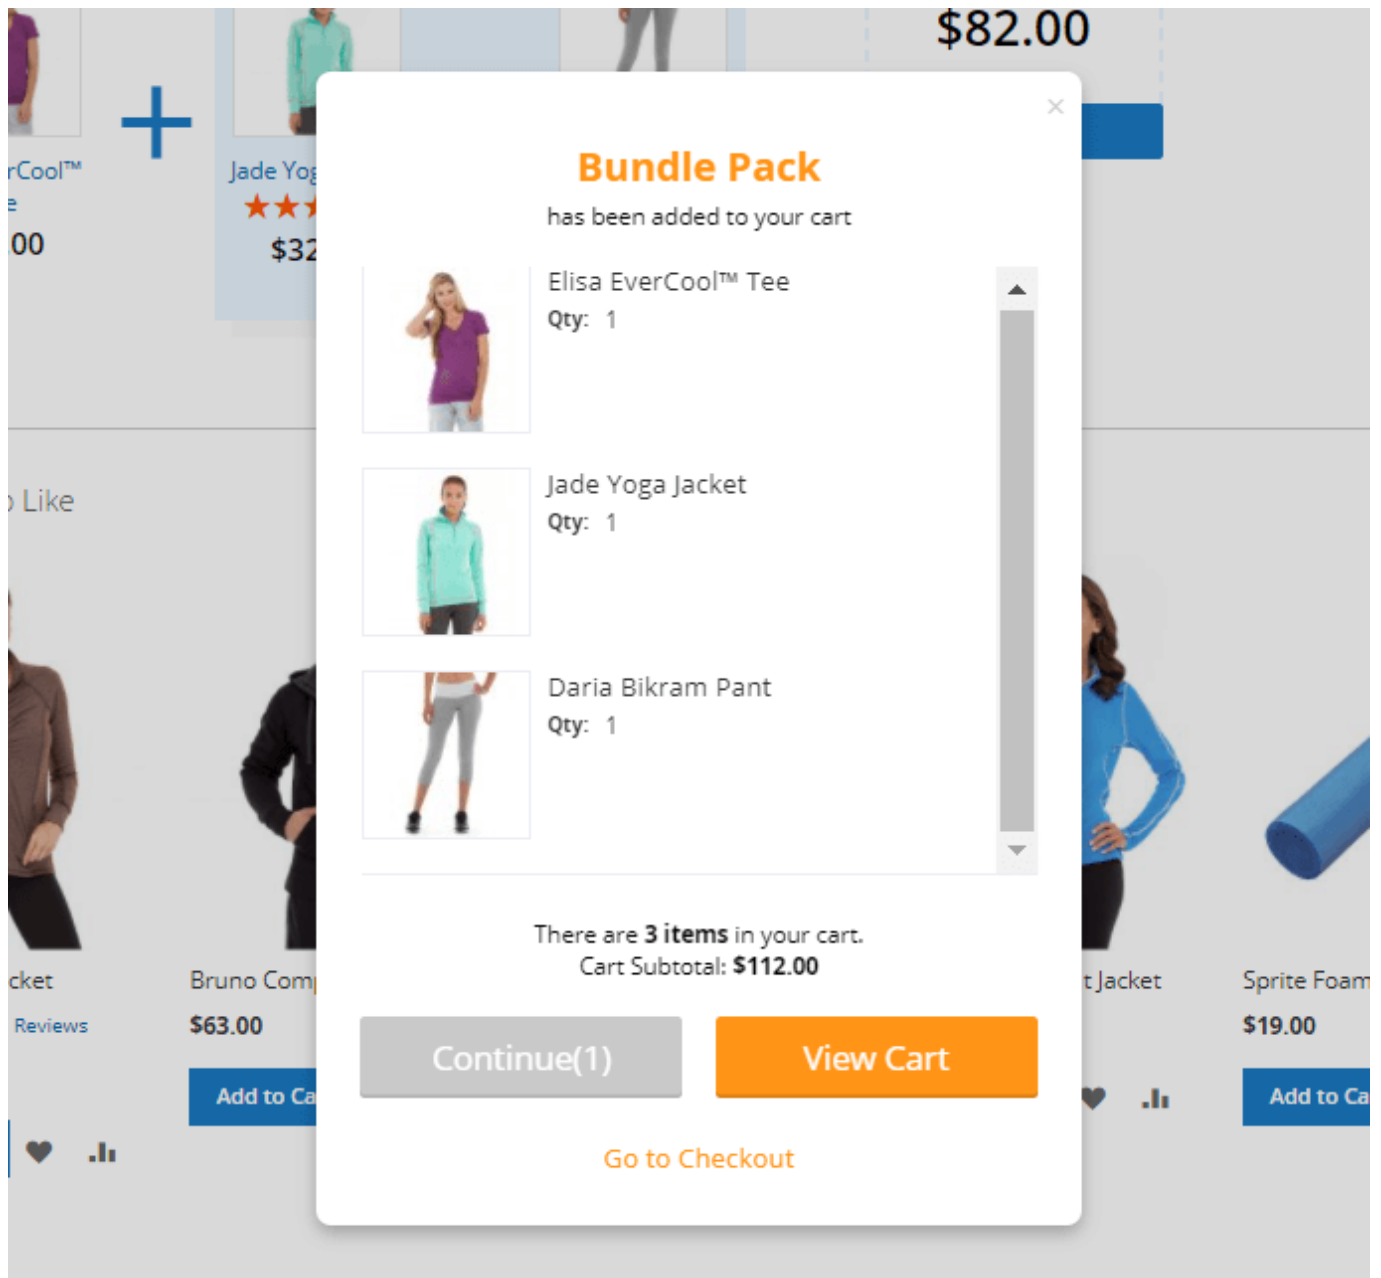 $82.00
rCool™
e
.00
Jade Yog
$32
×
Bundle Pack
has been added to your cart
Elisa EverCool™ Tee
Qty: 1
Jade Yoga Jacket
Qty: 1
Daria Bikram Pant
Qty: 1
There are 3 items in your cart.
Cart Subtotal: $112.00
Continue(1)
View Cart
Go to Checkout
o Like
cket
Reviews
Bruno Com
$63.00
Add to Ca
t Jacket
Sprite Foam
$19.00
Add to Ca